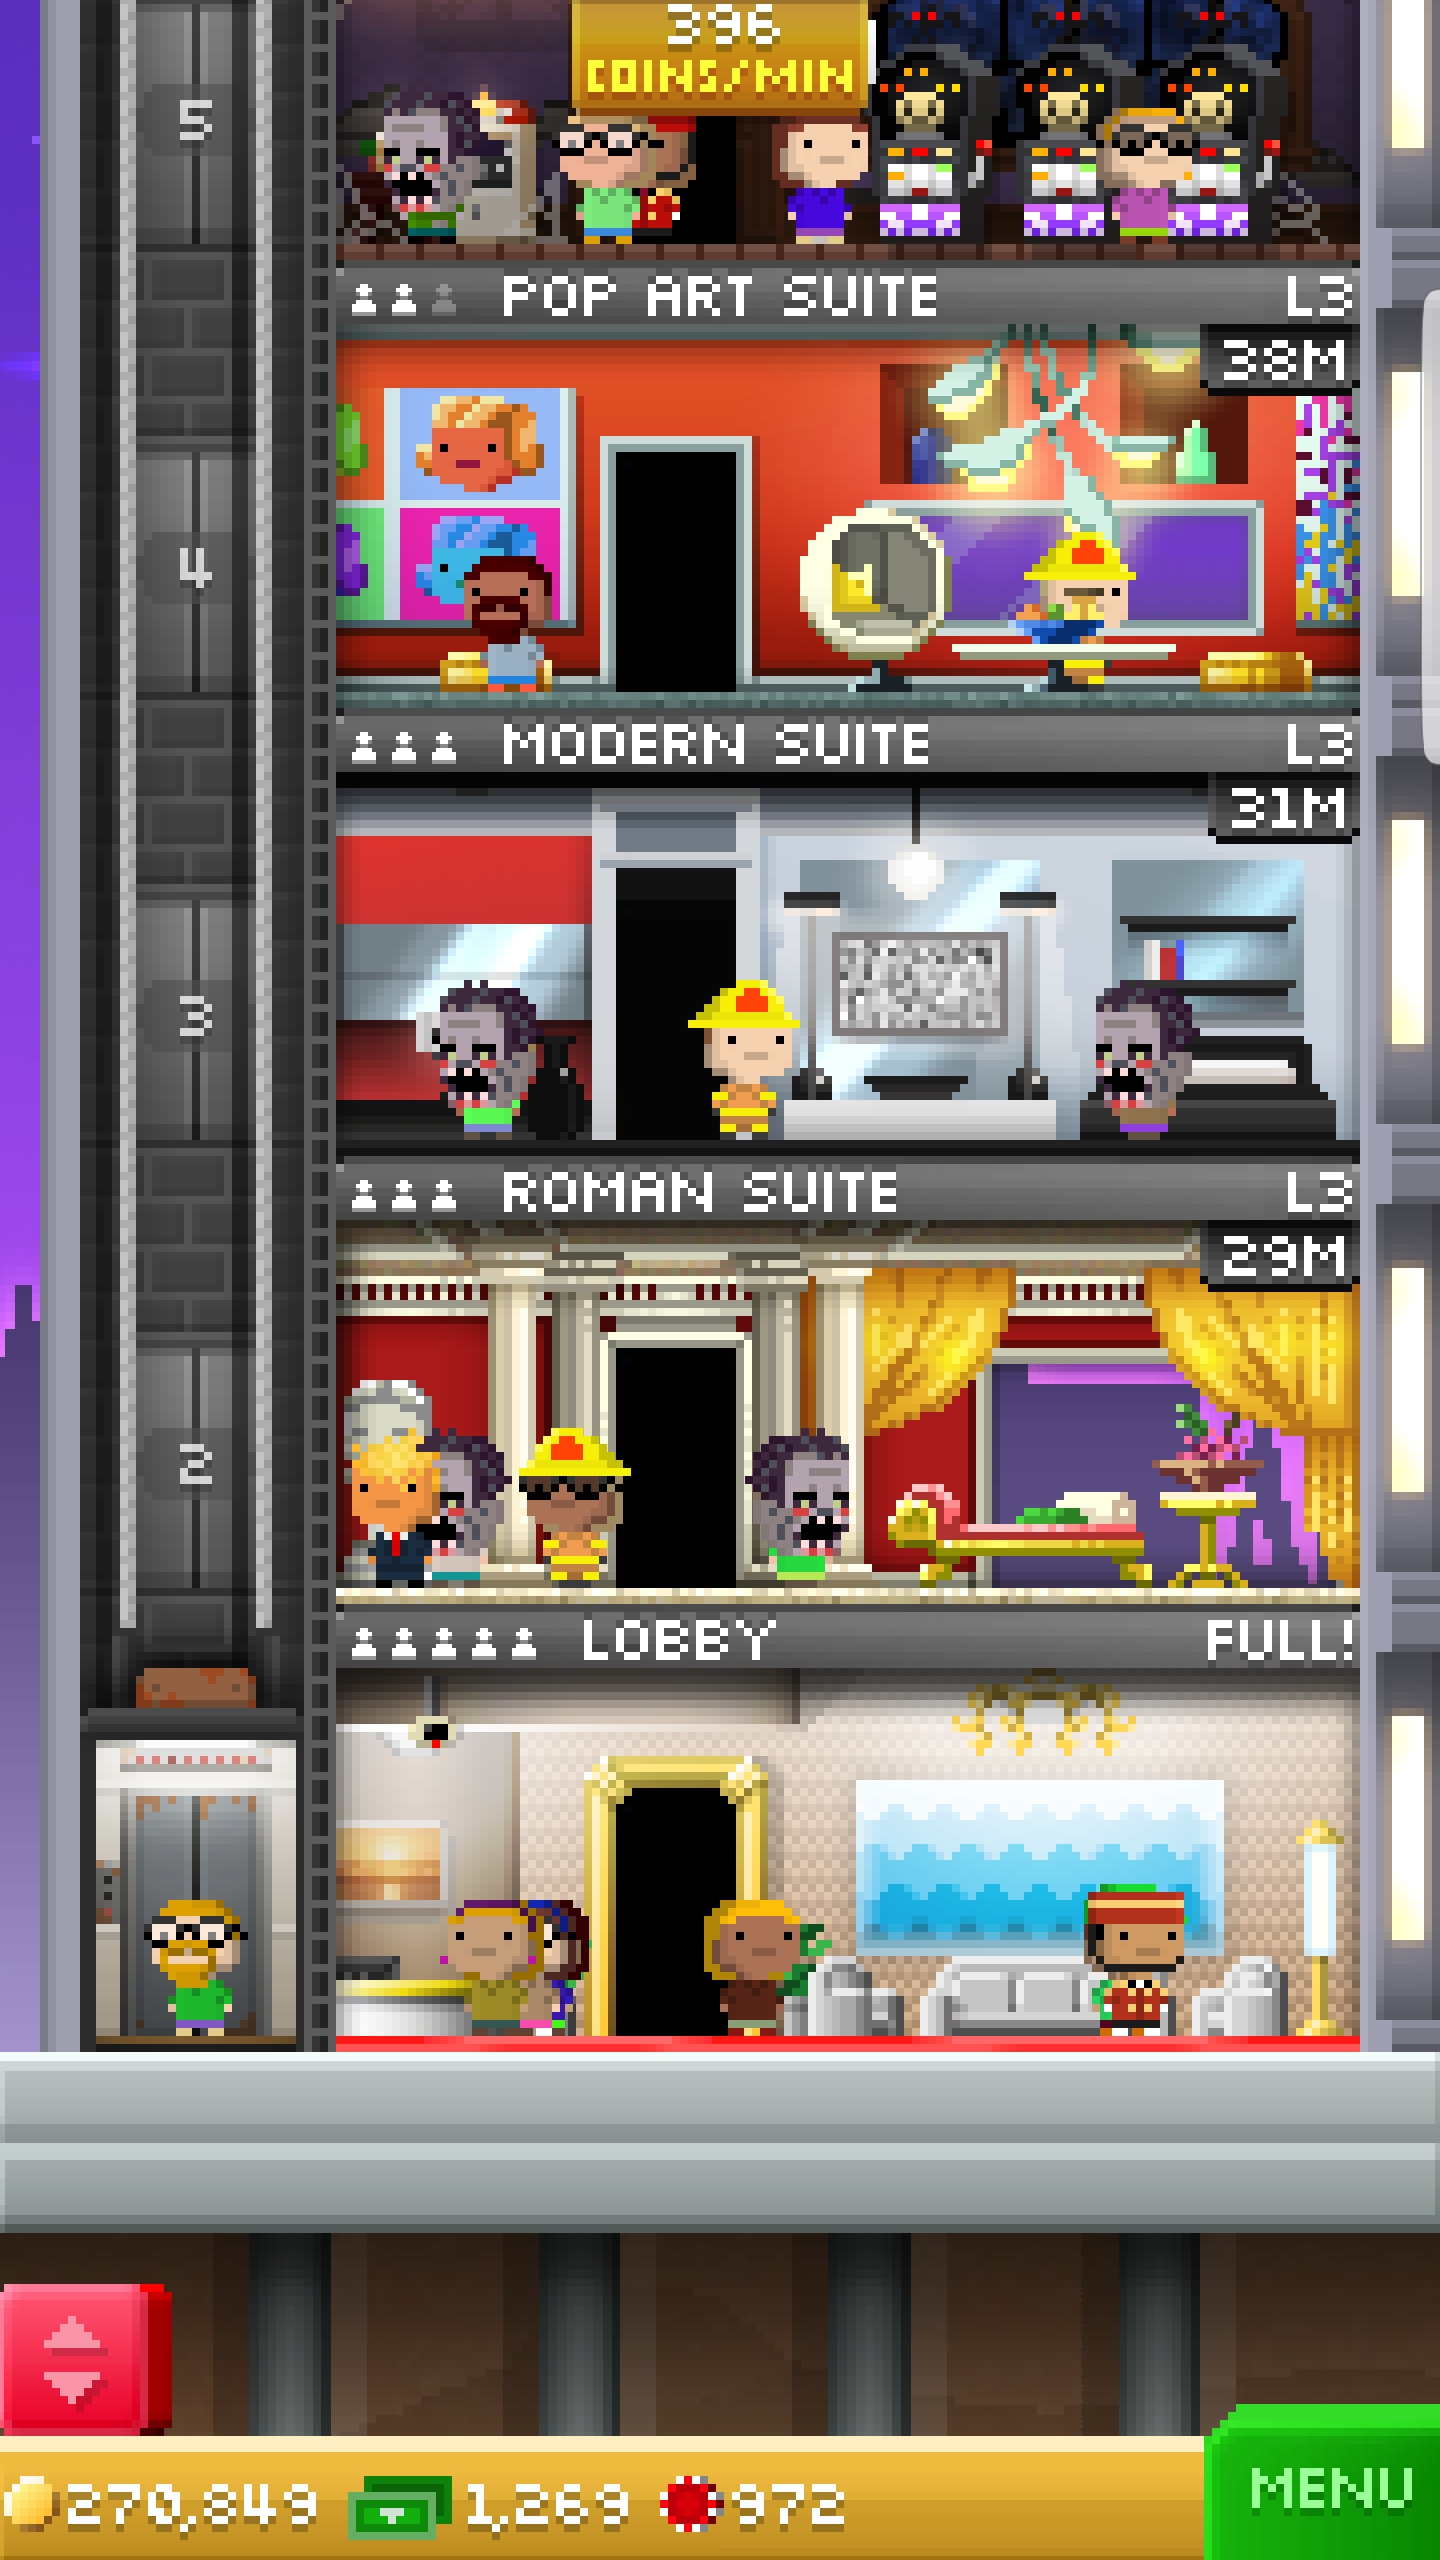 396
COINS/MIN
5
POP ART SUITE L3
38M
4
MODERN SUITE L3
31M
3
ROMAN SUITE L3
29M
2
LOBBY FULL!
270,849 1,269 972
MENU